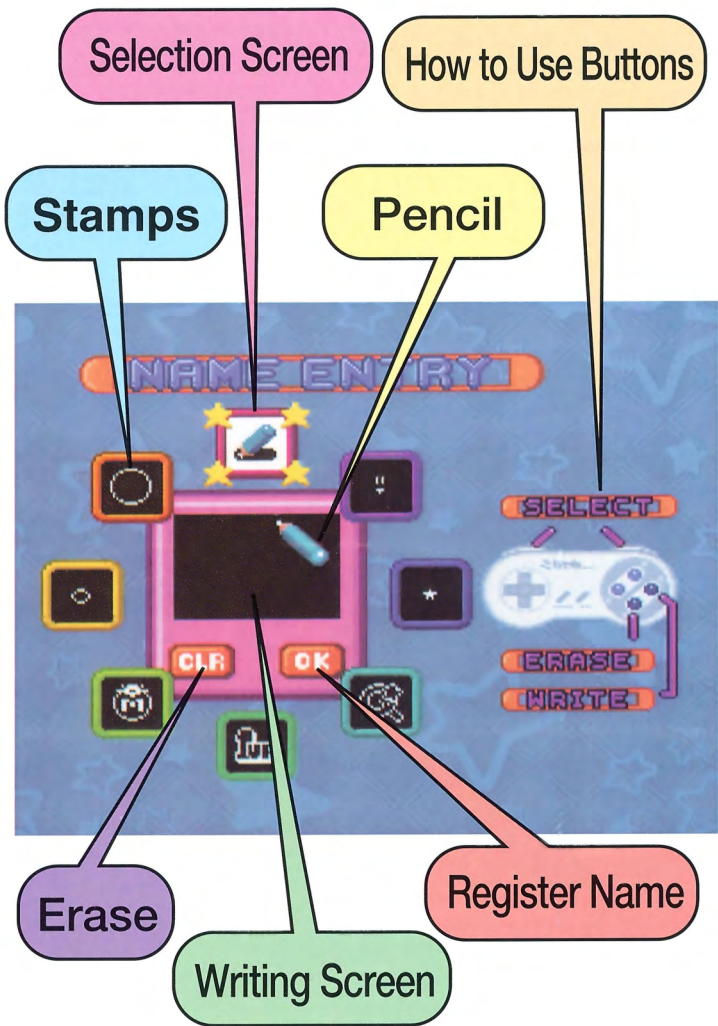 Selection Screen
How to Use Buttons
Stamps
Pencil
NAME ENTRY
SELECT
CLR
OK
ERASE
WRITE
Erase
Register Name
Writing Screen